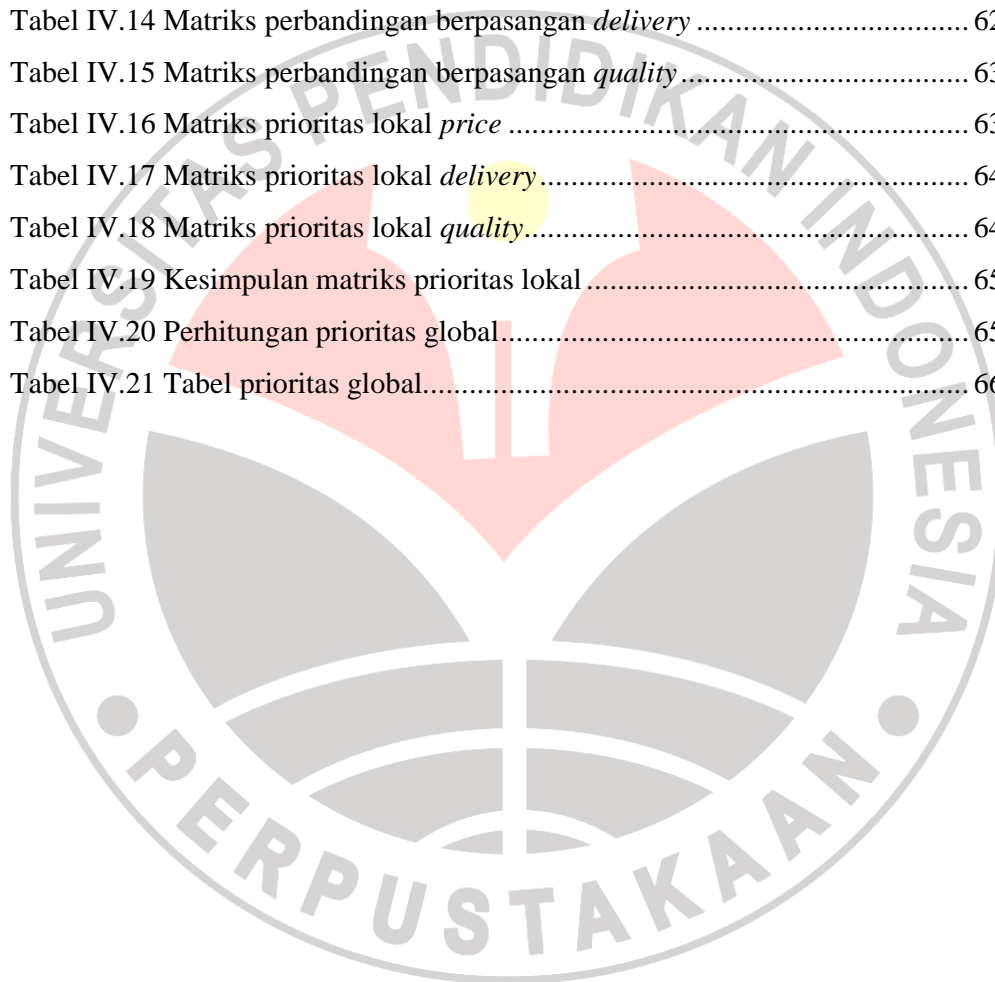 Tabel IV.14 Matriks perbandingan berpasangan delivery ................................. 62
Tabel IV.15 Matriks perbandingan berpasangan quality ................................... 63
Tabel IV.16 Matriks prioritas lokal price ......................................................... 63
Tabel IV.17 Matriks prioritas lokal delivery ..................................................... 64
Tabel IV.18 Matriks prioritas lokal quality ....................................................... 64
Tabel IV.19 Kesimpulan matriks prioritas lokal ............................................... 65
Tabel IV.20 Perhitungan prioritas global ......................................................... 65
Tabel IV.21 Tabel prioritas global .................................................................... 66
UNIVERSITAS PENDIDIKAN INDONESIA
PERPUSTAKAAN